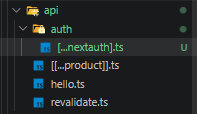 api
auth
[...nextauth].ts U
[[...product]].ts
hello.ts
revalidate.ts